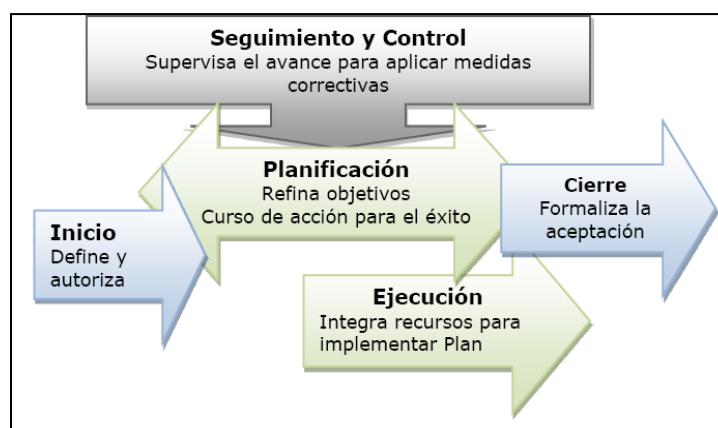 Seguimiento y Control
Supervisa el avance para aplicar medidas
correctivas
Planificación
Refina objetivos
Curso de acción para el éxito
Inicio
Define y
autoriza
Cierre
Formaliza la
aceptación
Ejecución
Integra recursos para
implementar Plan